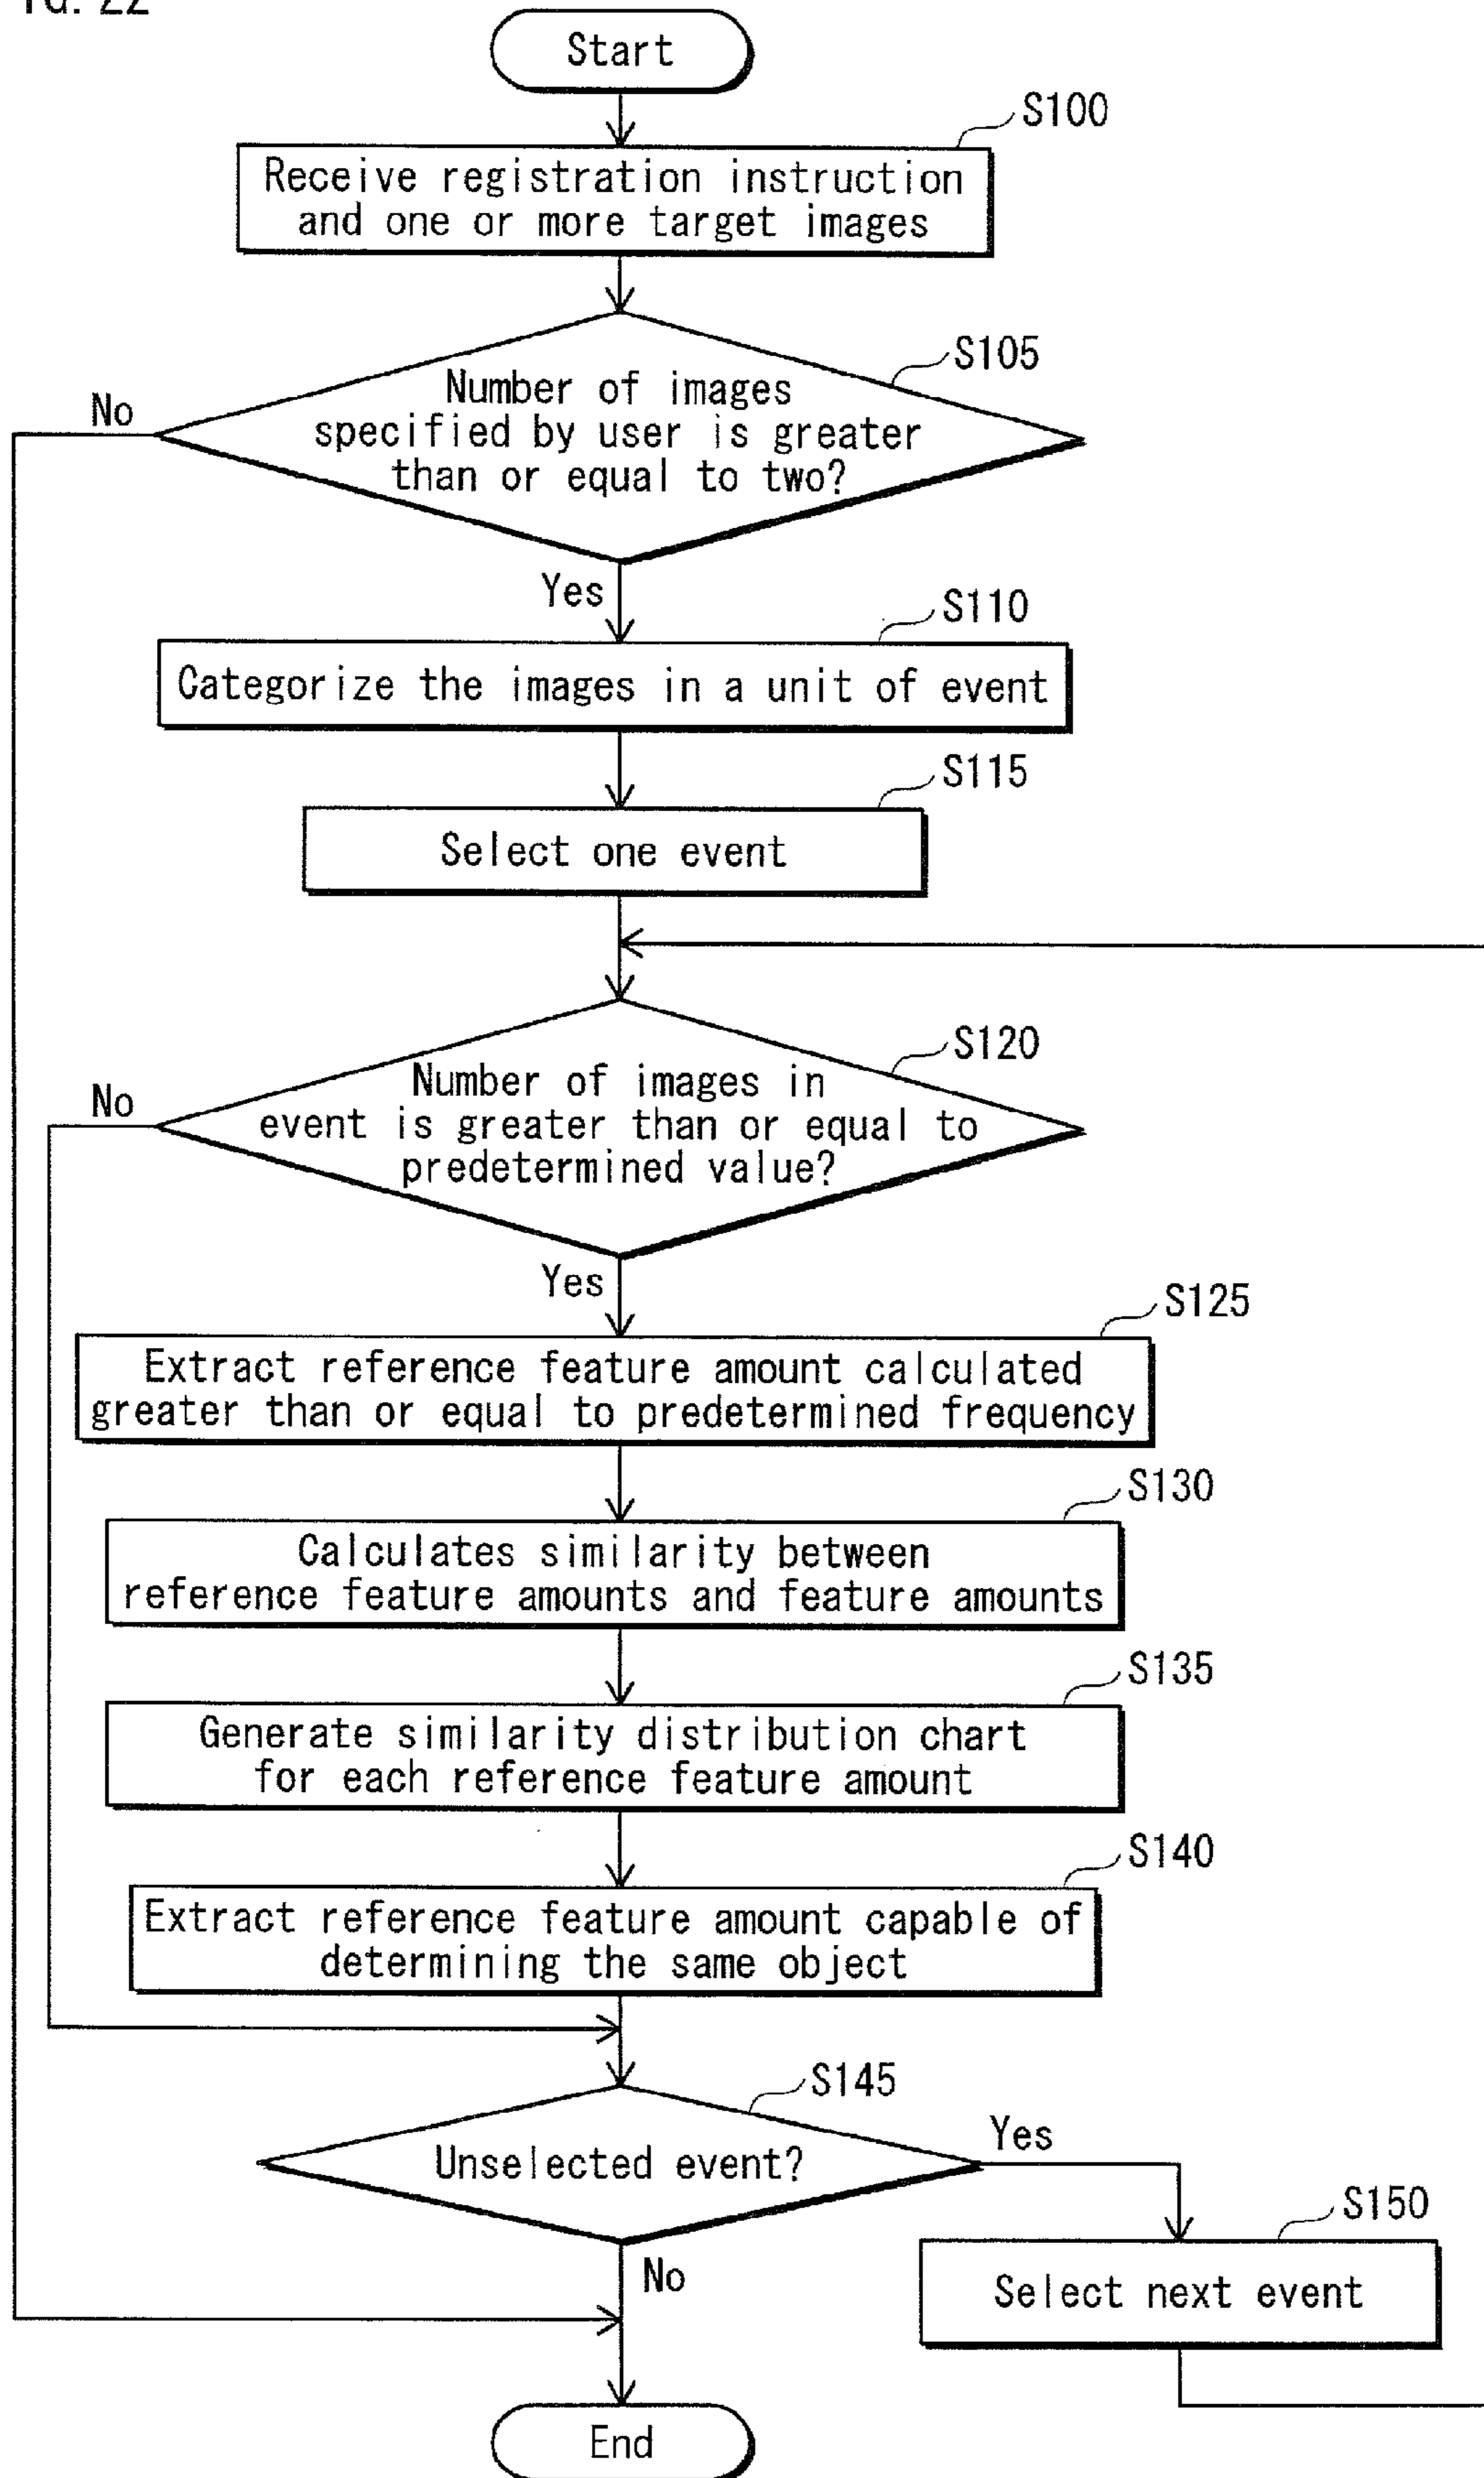 IG. 22
Start
S100
Receive registration instruction
and one or more target images
S105
Number of images
specified by user is greater
than or equal to two?
No
Yes
S110
Categorize the images in a unit of event
S115
Select one event
S120
Number of images in
event is greater than or equal to
predetermined value?
No
Yes
S125
Extract reference feature amount calculated
greater than or equal to predetermined frequency
S130
Calculates similarity between
reference feature amounts and feature amounts
S135
Generate similarity distribution chart
for each reference feature amount
S140
Extract reference feature amount capable of
determining the same object
S145
Unselected event?
Yes
S150
Select next event
No
End